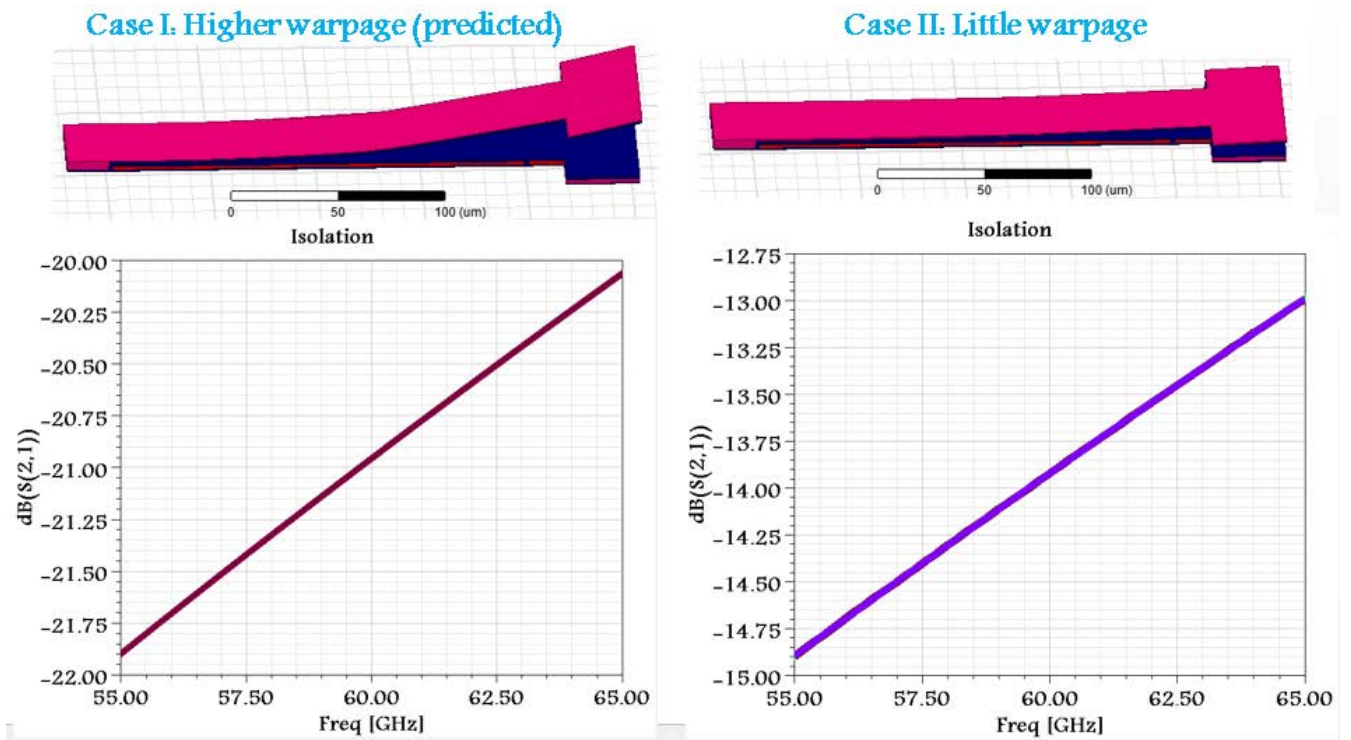 Case I: Higher warpage (predicted)
0 50 100 (um)
Isolation
-20.00
-20.25
-20.50
-20.75
-21.00
-21.25
-21.50
-21.75
-22.00
dB(S(2,1))
55.00 57.50 60.00 62.50 65.00
Freq [GHz]
Case II: Little warpage
0 50 100 (um)
Isolation
-12.75
-13.00
-13.25
-13.50
-13.75
-14.00
-14.25
-14.50
-14.75
-15.00
dB(S(2,1))
55.00 57.50 60.00 62.50 65.00
Freq [GHz]